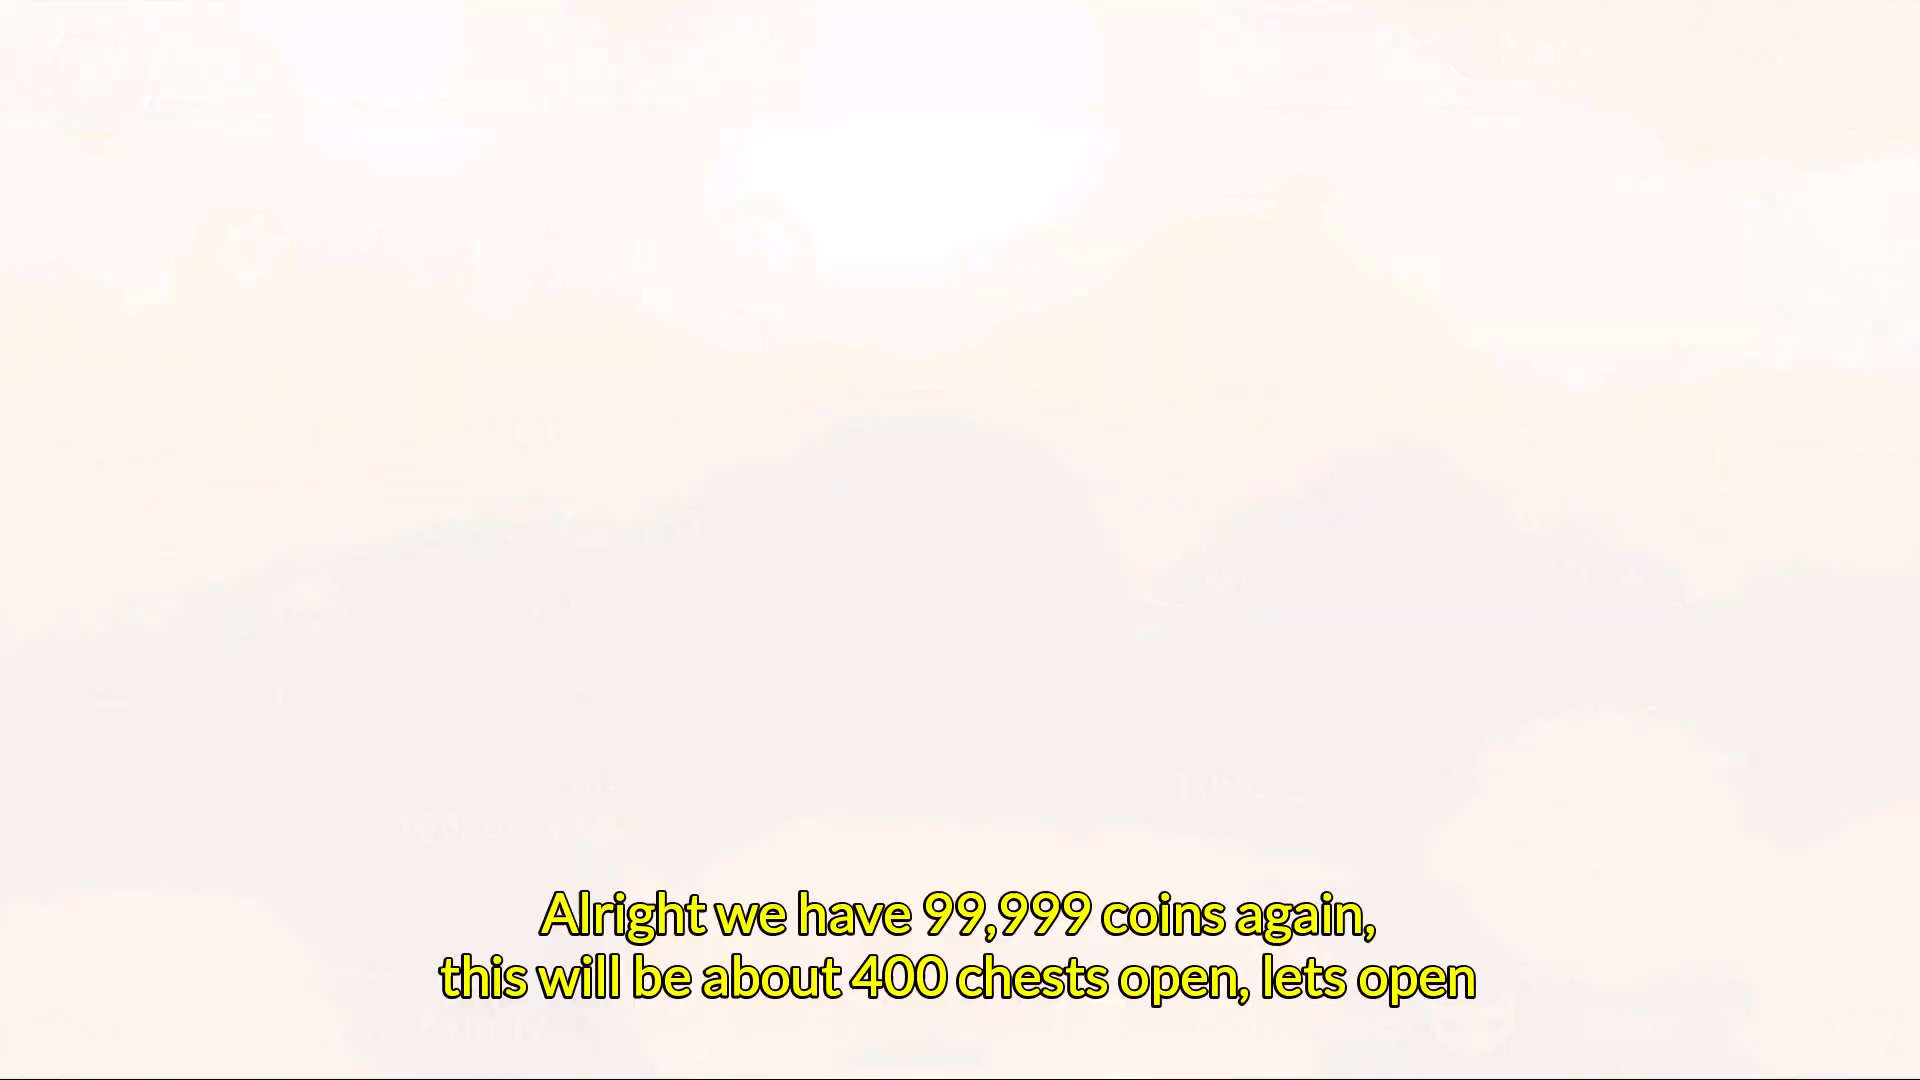 Alright we have 99,999 coins again,
this will be about 400 chests open, lets open